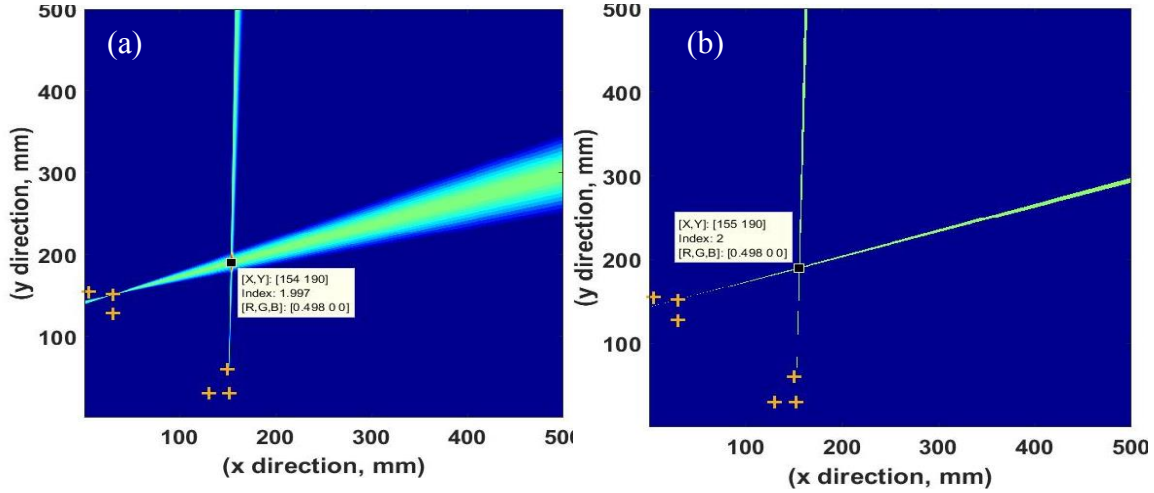 (a)
500
400
300
200
100
(y direction, mm)
[X,Y]: [154 190]
Index: 1.997
[R,G,B]: [0.498 0 0]
100
200
300
400
500
(x direction, mm)
(b)
500
400
300
200
100
(y direction, mm)
[X,Y]: [155 190]
Index: 2
[R,G,B]: [0.498 0 0]
100
200
300
400
500
(x direction, mm)